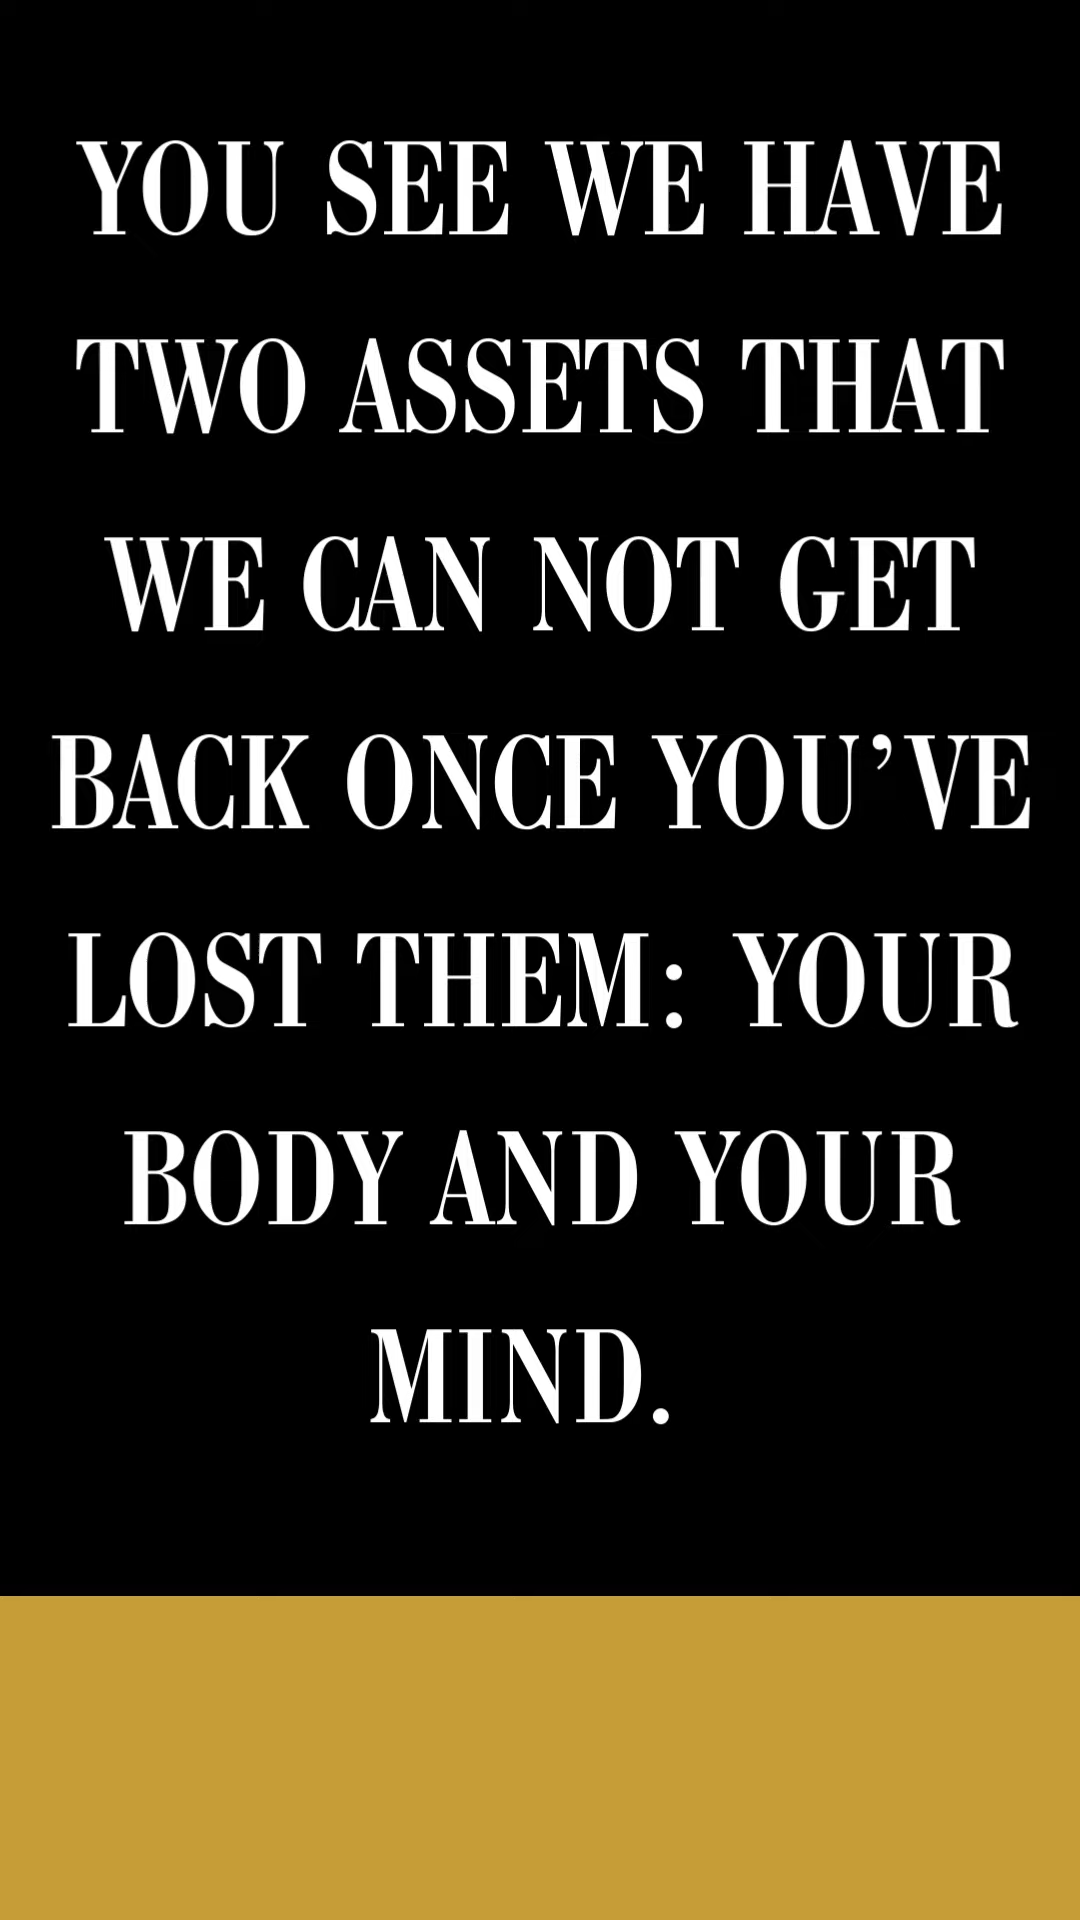 YOU SEE WE HAVE
TWO ASSETS THAT
WE CAN NOT GET
BACK ONCE YOU’VE
LOST THEM: YOUR
BODY AND YOUR
MIND.